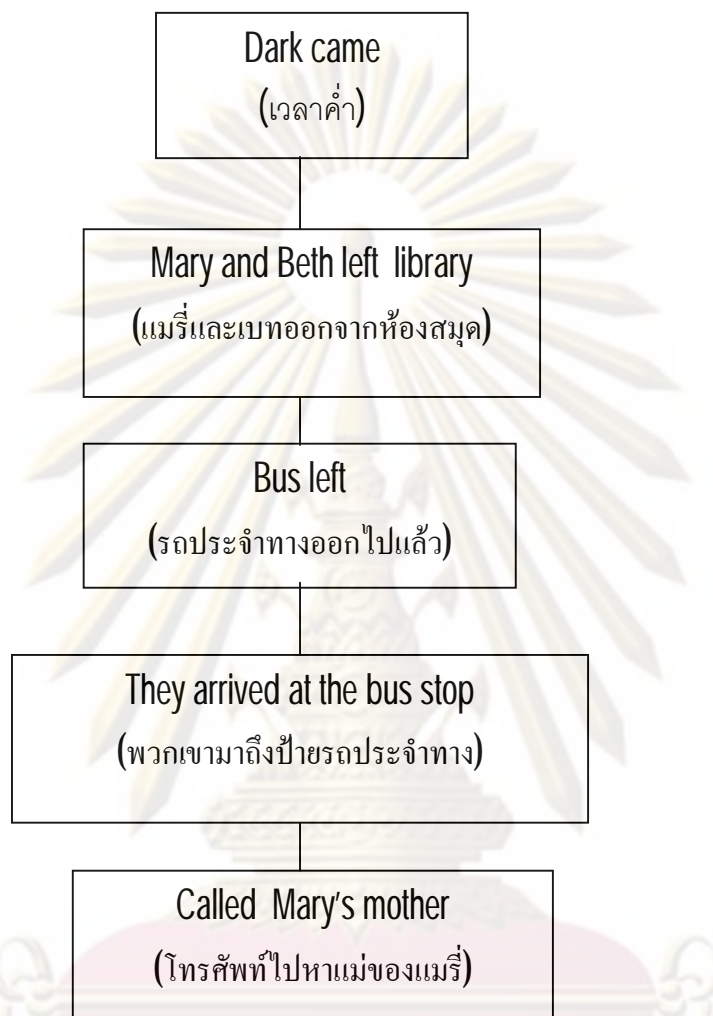 Dark came
(เวลาค่ำ)
Mary and Beth left library
(แมรี่และเบทออกจากห้องสมุด)
Bus left
(รถประจำทางออกไปแล้ว)
They arrived at the bus stop
(พวกเขามาถึงป้ายรถประจำทาง)
Called Mary's mother
(โทรศัพท์ไปหาแม่ของแมรี่)